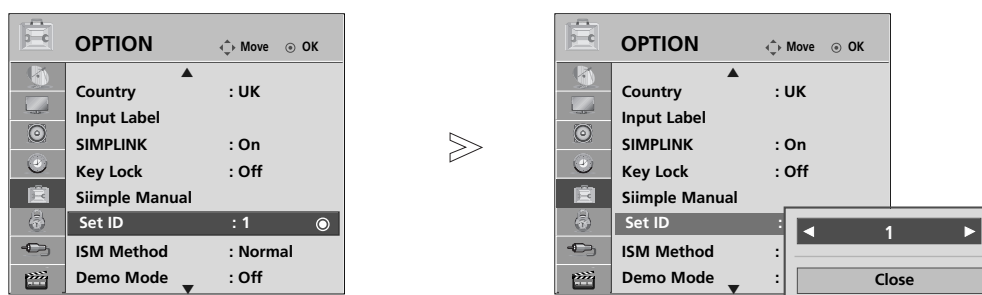 OPTION Move OK
Country : UK
Input Label
SIMPLINK : On
Key Lock : Off
Siimple Manual
Set ID : 1
ISM Method : Normal
Demo Mode : Off
OPTION Move OK
Country : UK
Input Label
SIMPLINK : On
Key Lock : Off
Siimple Manual
Set ID :
1
ISM Method :
Demo Mode :
Close